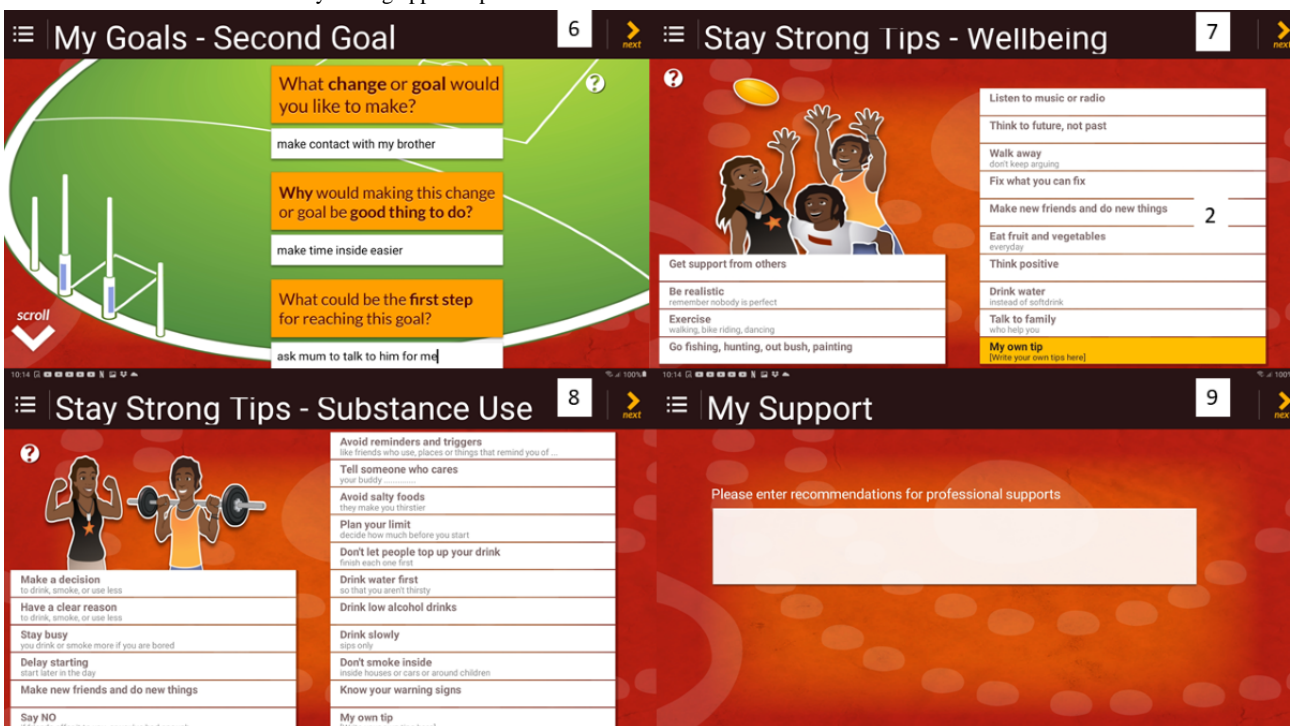 My Goals - Second Goal
6
next
What change or goal would
you like to make?
?
make contact with my brother
Why would making this change
or goal be good thing to do?
make time inside easier
What could be the first step
for reaching this goal?
ask mum to talk to him for me
scroll
10:14
100%
Stay Strong Tips - Wellbeing
7
next
?
Get support from others
Be realistic
remember nobody is perfect
Exercise
walking, bike riding, dancing
Go fishing, hunting, out bush, painting
Listen to music or radio
Think to future, not past
Walk away
don't keep arguing
Fix what you can fix
Make new friends and do new things
2
Eat fruit and vegetables
everyday
Think positive
Drink water
instead of softdrink
Talk to family
who help you
My own tip
[Write your own tips here]
10:14
100%
Stay Strong Tips - Substance Use
8
next
?
Make a decision
to drink, smoke, or use less
Have a clear reason
to drink, smoke, or use less
Stay busy
you drink or smoke more if you are bored
Delay starting
start later in the day
Make new friends and do new things
Say NO
Avoid reminders and triggers
like friends who use, places or things that remind you of ...
Tell someone who cares
your buddy ..............
Avoid salty foods
they make you thirstier
Plan your limit
decide how much before you start
Don't let people top up your drink
finish each one first
Drink water first
so that you aren't thirsty
Drink low alcohol drinks
Drink slowly
sips only
Don't smoke inside
inside houses or cars or around children
Know your warning signs
My own tip
My Support
9
next
Please enter recommendations for professional supports